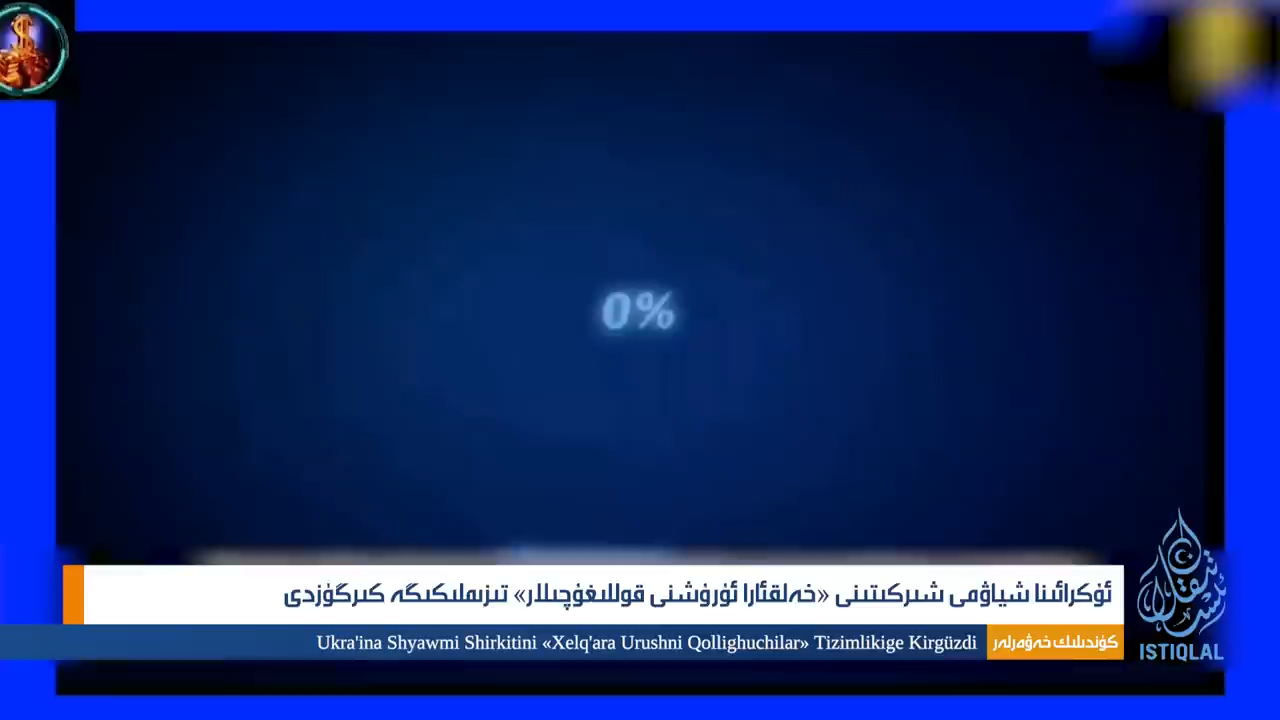 0%
ئۇكرائىنا شياۋمى شىركىتىنى «خەلقئارا ئۇرۇشنى قوللىغۇچىلار» تىزىملىكىگە كىرگۈزدى
Ukra'ina Shyawmi Shirkitini «Xelq'ara Urushni Qollighuchilar» Tizimlikige Kirgüzdi
كۈندىلىك خەۋەرلەر
ئىستىقلال
ISTIQLAL